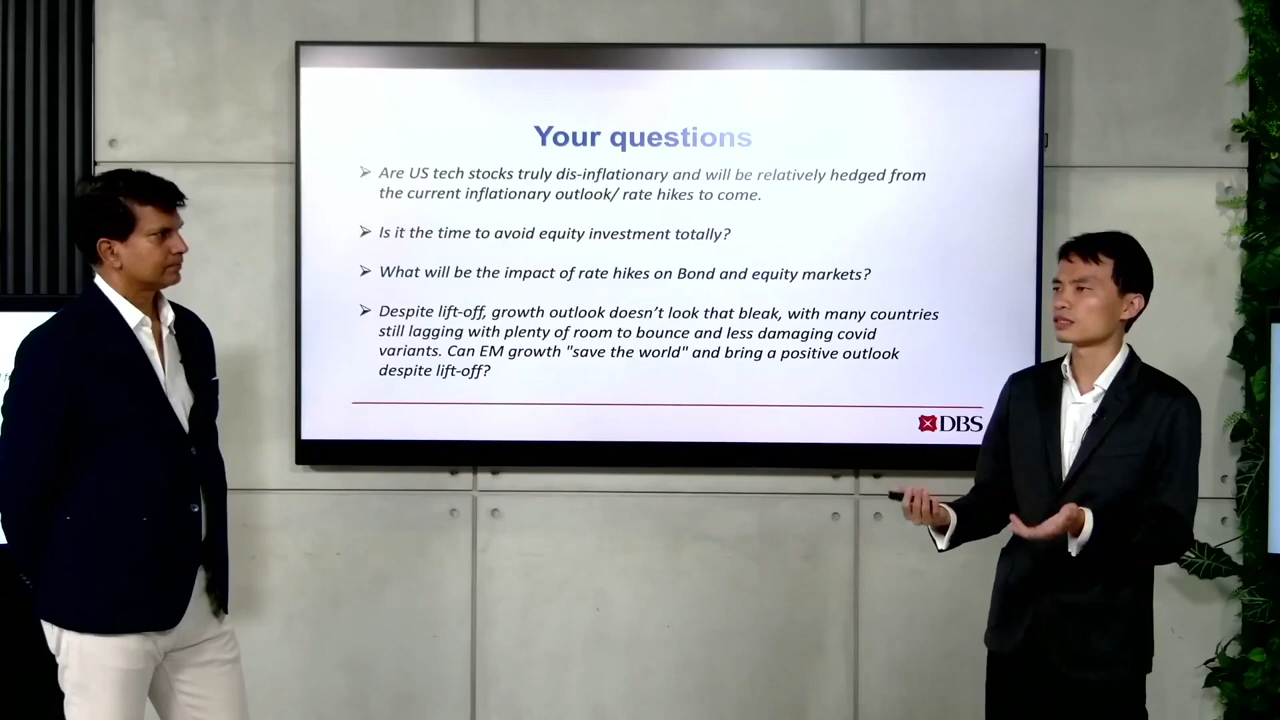 Your questions
➢ Are US tech stocks truly dis-inflationary and will be relatively hedged from
the current inflationary outlook/ rate hikes to come.
➢ Is it the time to avoid equity investment totally?
➢ What will be the impact of rate hikes on Bond and equity markets?
➢ Despite lift-off, growth outlook doesn’t look that bleak, with many countries
still lagging with plenty of room to bounce and less damaging covid
variants. Can EM growth "save the world" and bring a positive outlook
despite lift-off?
DBS